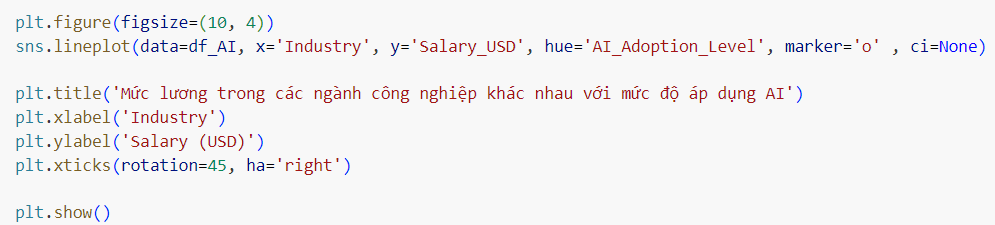 plt.figure(figsize=(10, 4))
sns.lineplot(data=df_AI, x='Industry', y='Salary_USD', hue='AI_Adoption_Level', marker='o' , ci=None)
plt.title('Mức lương trong các ngành công nghiệp khác nhau với mức độ áp dụng AI')
plt.xlabel('Industry')
plt.ylabel('Salary (USD)')
plt.xticks(rotation=45, ha='right')
plt.show()